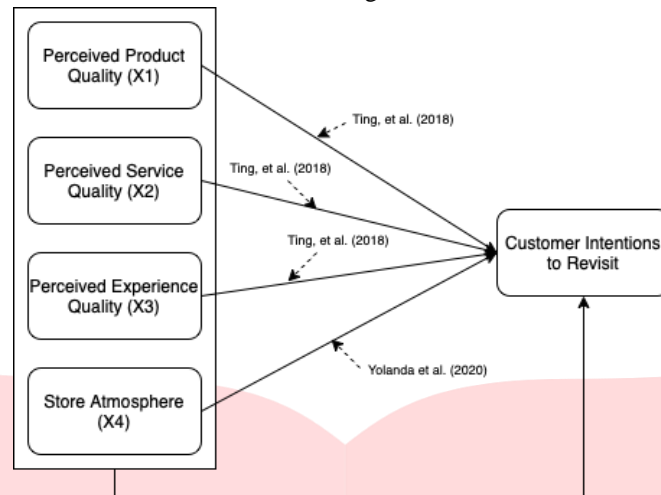 Perceived Product
Quality (X1)
Ting, et al. (2018)
Perceived Service
Quality (X2)
Ting, et al. (2018)
Customer Intentions
to Revisit
Ting, et al. (2018)
Perceived Experience
Quality (X3)
Yolanda et al. (2020)
Store Atmosphere
(X4)